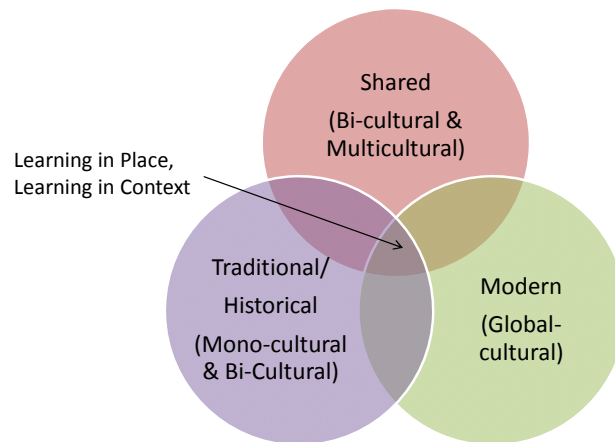 Shared
(Bi-cultural &
Multicultural)
Learning in Place,
Learning in Context
Traditional/
Historical
(Mono-cultural
& Bi-Cultural)
Modern
(Global-
cultural)